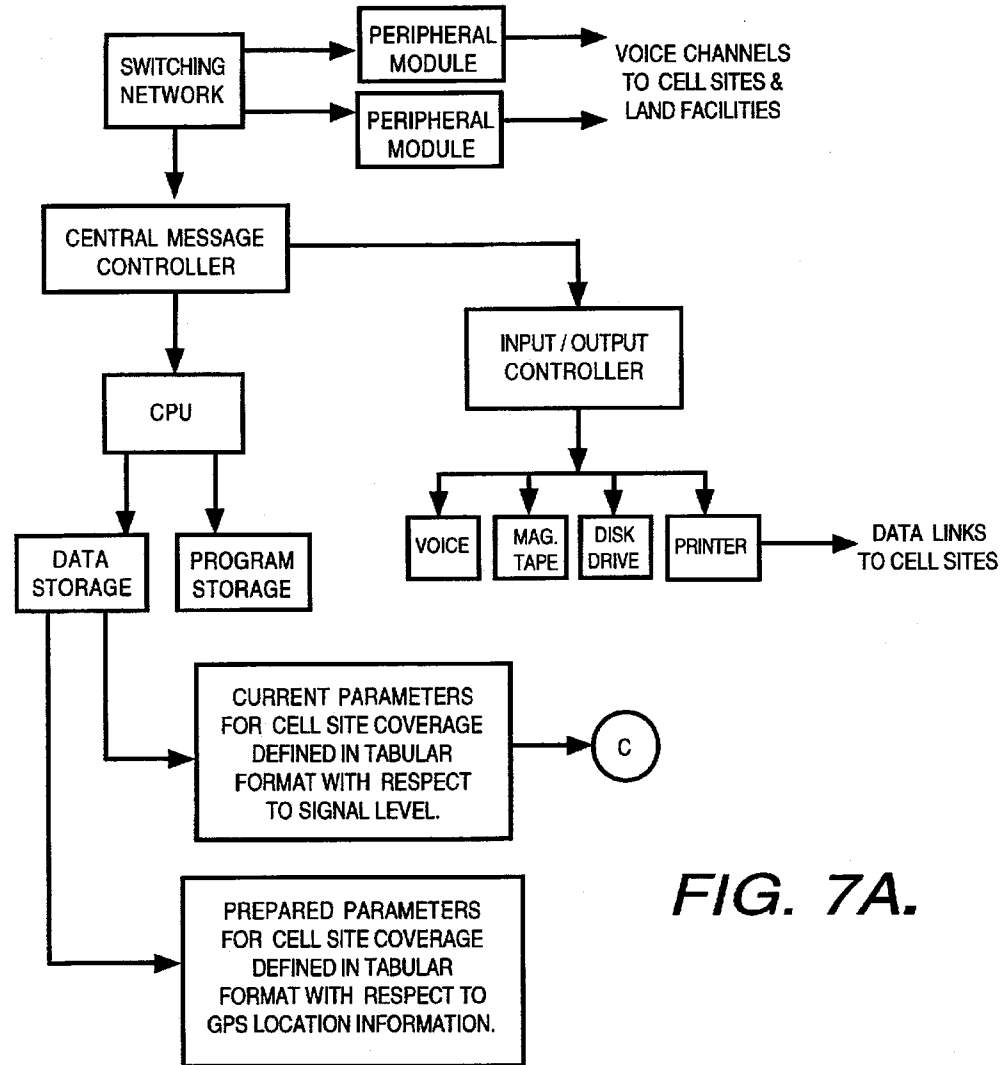 PERIPHERAL
MODULE
SWITCHING
NETWORK
VOICE CHANNELS
TO CELL SITES &
LAND FACILITIES
PERIPHERAL
MODULE
CENTRAL MESSAGE
CONTROLLER
INPUT / OUTPUT
CONTROLLER
CPU
VOICE
MAG.
TAPE
DISK
DRIVE
PRINTER
DATA LINKS
TO CELL SITES
DATA
STORAGE
PROGRAM
STORAGE
CURRENT PARAMETERS
FOR CELL SITE COVERAGE
DEFINED IN TABULAR
FORMAT WITH RESPECT
TO SIGNAL LEVEL.
C
PREPARED PARAMETERS
FOR CELL SITE COVERAGE
DEFINED IN TABULAR
FORMAT WITH RESPECT TO
GPS LOCATION INFORMATION.
FIG. 7A.